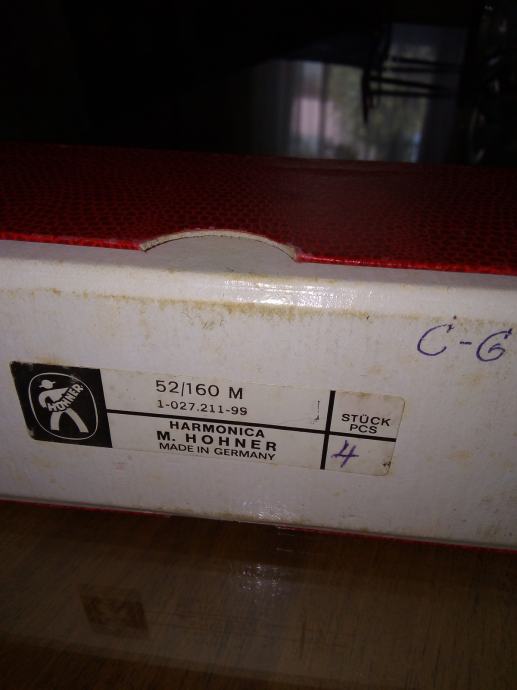 C-G
HOHNER
52/160 M
1-027.211-99
HARMONICA
M. HOHNER
MADE IN GERMANY
STÜCK
PCS
4